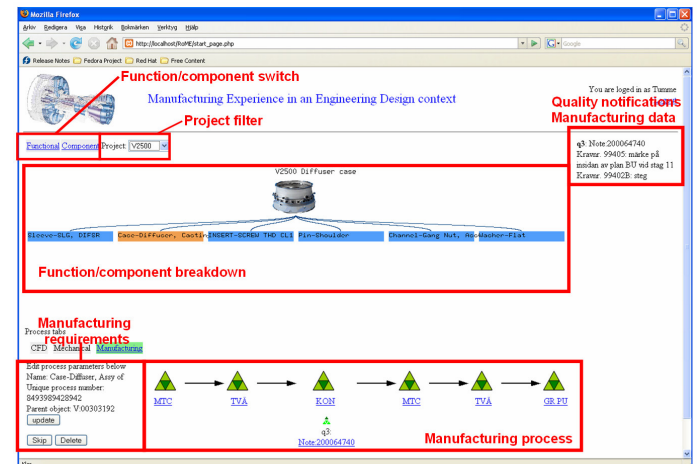 Mozilla Firefox
Arkiv Redigera Visa Historik Bokmärken Verktyg Hjälp
http://localhost/RoME/start_page.php
Google
Release Notes Fedora Project Red Hat Free Content
Function/component switch
You are loged in as Tumme
Manufacturing Experience in an Engineering Design context
Quality notifications
Manufacturing data
Project filter
Functional Component Project: V2500
q3: Note:200064740
Kravnr. 99405: märke på
insidan av plan BU vid stag 11
Kravnr. 99402B: steg
V2500 Diffuser case
Sleeve-SLG, DIFER Case-Diffuser, Castin INSERT-SCREW THD CL1 Pin-Shoulder Channel-Gang Nut, Ass Washer-Flat
Function/component breakdown
Manufacturing
requirements
Process tabs
CFD Mechanical Manufacturing
Edit process parameters below
Name: Case-Diffuser, Assy of
Unique process number:
8493989428942
Parent object: V:00303192
update
Skip Delete
MTC TVÄ KON MTC TVÄ GR PU
q3:
Note:200064740
Manufacturing process